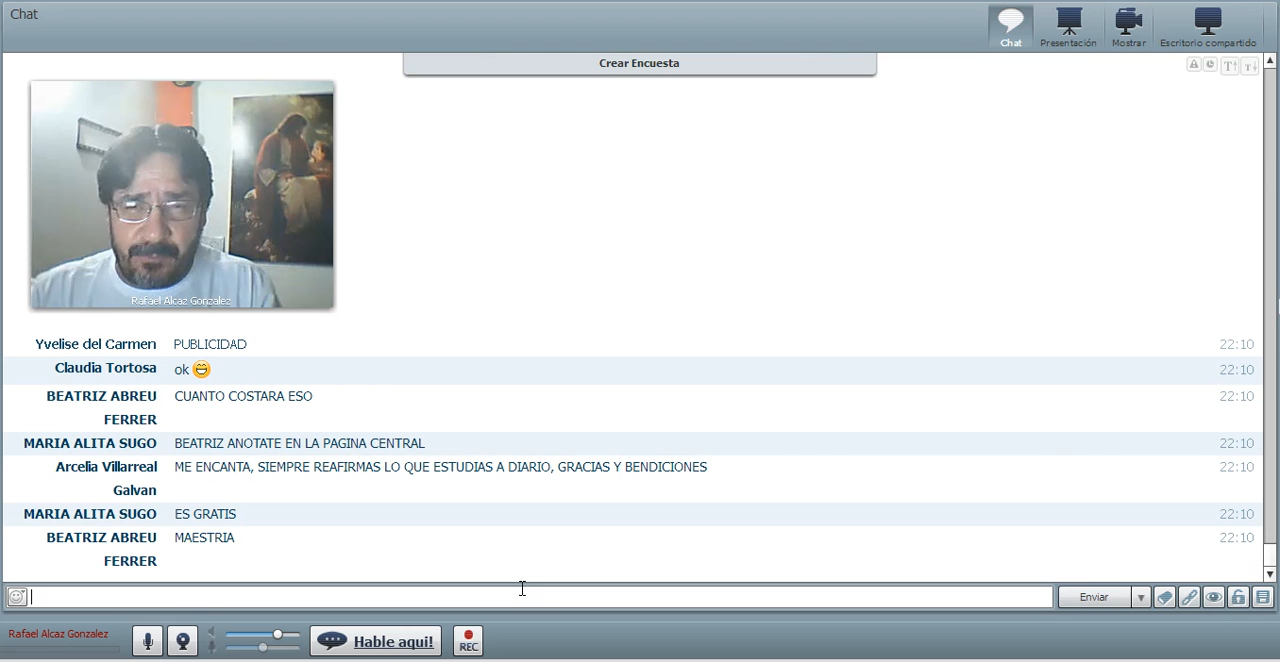 Chat
Chat
Presentación
Mostrar
Escritorio compartido
Crear Encuesta
A
T↑
T↓
Rafael Alcaz Gonzalez
Yvelise del Carmen PUBLICIDAD 22:10
Claudia Tortosa ok 22:10
BEATRIZ ABREU CUANTO COSTARA ESO 22:10
FERRER
MARIA ALITA SUGO BEATRIZ ANOTATE EN LA PAGINA CENTRAL 22:10
Arcelia Villarreal ME ENCANTA, SIEMPRE REAFIRMAS LO QUE ESTUDIAS A DIARIO, GRACIAS Y BENDICIONES 22:10
Galvan
MARIA ALITA SUGO ES GRATIS 22:10
BEATRIZ ABREU MAESTRIA 22:10
FERRER
Enviar
Rafael Alcaz Gonzalez
Hable aqui!
REC